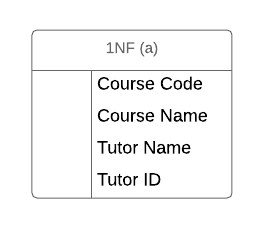 1NF (a)
Course Code
Course Name
Tutor Name
Tutor ID